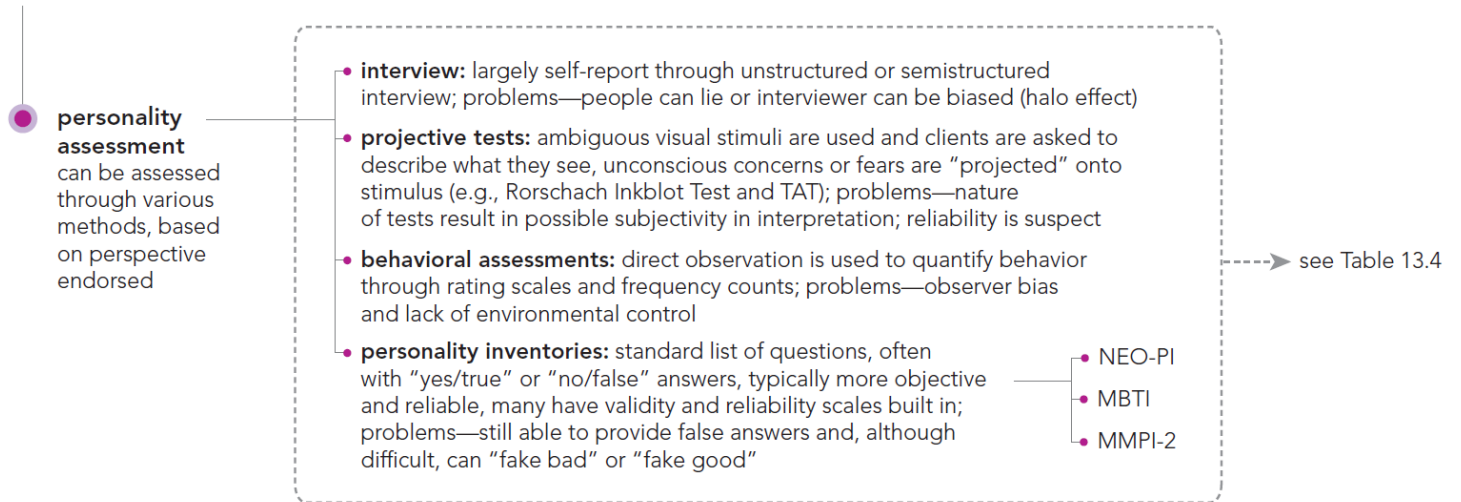 personality
assessment
can be assessed
through various
methods, based
on perspective
endorsed
interview: largely self-report through unstructured or semistructured
interview; problems—people can lie or interviewer can be biased (halo effect)
projective tests: ambiguous visual stimuli are used and clients are asked to
describe what they see, unconscious concerns or fears are “projected” onto
stimulus (e.g., Rorschach Inkblot Test and TAT); problems—nature
of tests result in possible subjectivity in interpretation; reliability is suspect
behavioral assessments: direct observation is used to quantify behavior
through rating scales and frequency counts; problems—observer bias
and lack of environmental control
personality inventories: standard list of questions, often
with “yes/true” or “no/false” answers, typically more objective
and reliable, many have validity and reliability scales built in;
problems—still able to provide false answers and, although
difficult, can “fake bad” or “fake good”
NEO-PI
MBTI
MMPI-2
see Table 13.4